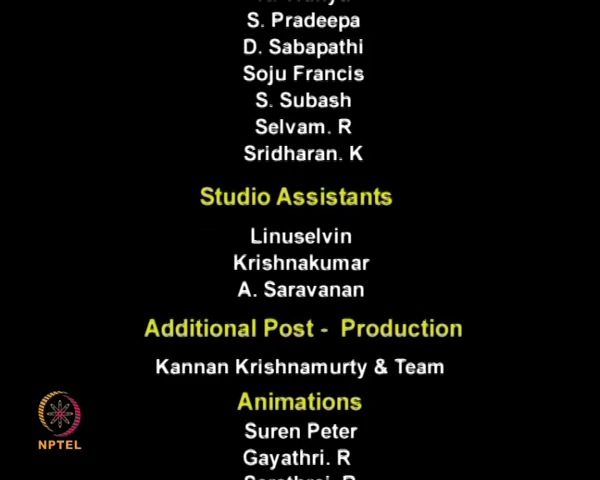 S. Pradeepa
D. Sabapathi
Soju Francis
S. Subash
Selvam. R
Sridharan. K
Studio Assistants
Linuselvin
Krishnakumar
A. Saravanan
Additional Post - Production
Kannan Krishnamurty & Team
Animations
Suren Peter
Gayathri. R
NPTEL